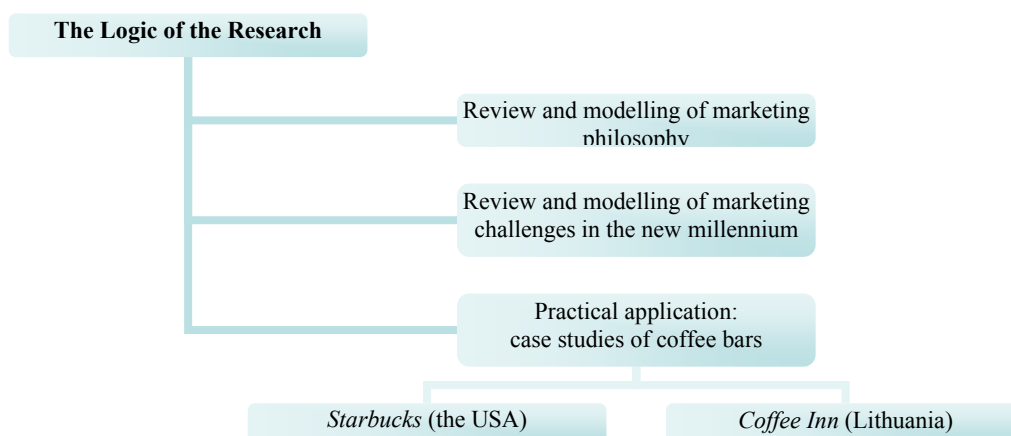 The Logic of the Research
Review and modelling of marketing
philosophy
Review and modelling of marketing
challenges in the new millennium
Practical application:
case studies of coffee bars
Starbucks (the USA)
Coffee Inn (Lithuania)